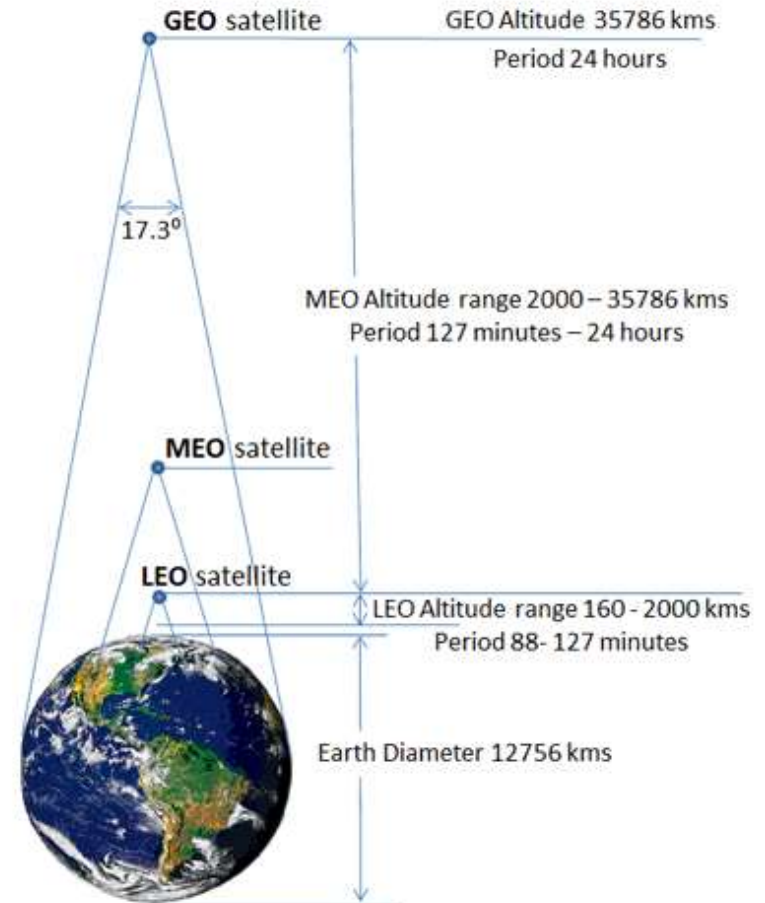 GEO satellite
GEO Altitude 35786 kms
Period 24 hours
17.3⁰
MEO Altitude range 2000 – 35786 kms
Period 127 minutes – 24 hours
MEO satellite
LEO satellite
LEO Altitude range 160 - 2000 kms
Period 88- 127 minutes
Earth Diameter 12756 kms